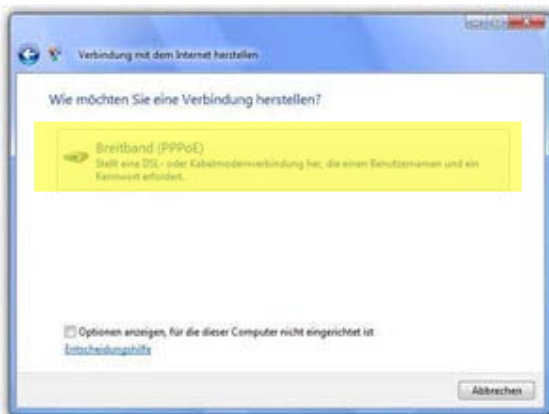 Verbindung mit dem Internet herstellen
Wie möchten Sie eine Verbindung herstellen?
Breitband (PPPoE)
Stellt eine DSL- oder Kabelmodemverbindung her, die einen Benutzernamen und ein
Kennwort erfordert.
Optionen anzeigen, für die dieser Computer nicht eingerichtet ist
Entscheidungshilfe
Abbrechen